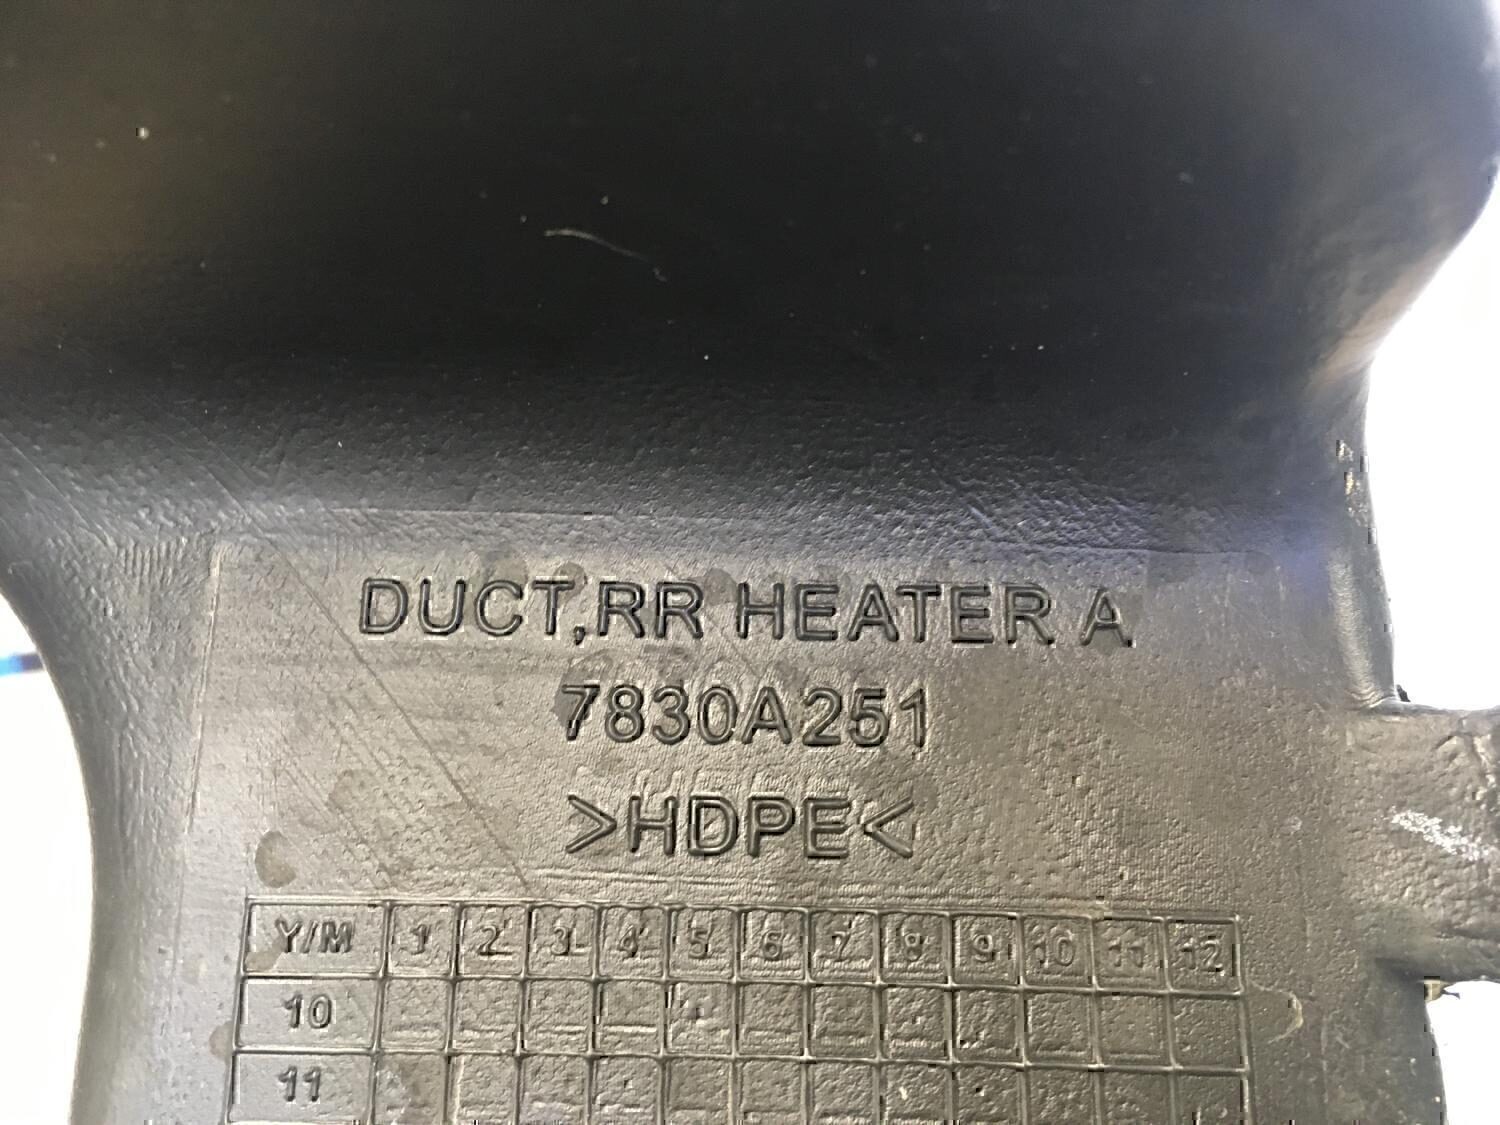 DUCT,RR HEATER A
7830A251
>HDPE<
Y/M 1 2 3 4 5 6 7 8 9 10 11 12
10
11